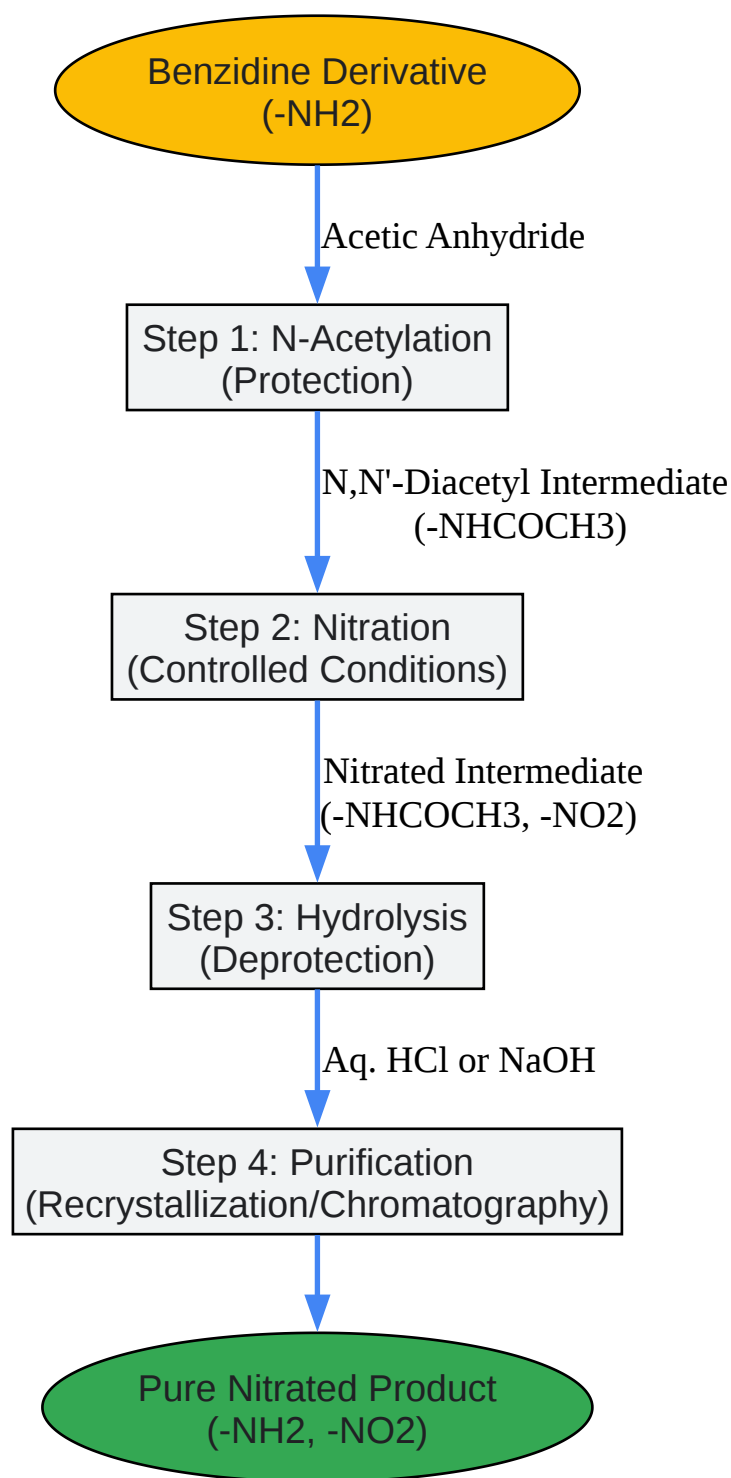 Benzidine Derivative
(-NH2)
Acetic Anhydride
Step 1: N-Acetylation
(Protection)
N,N'-Diacetyl Intermediate
(-NHCOCH3)
Step 2: Nitration
(Controlled Conditions)
Nitrated Intermediate
(-NHCOCH3, -NO2)
Step 3: Hydrolysis
(Deprotection)
Aq. HCl or NaOH
Step 4: Purification
(Recrystallization/Chromatography)
Pure Nitrated Product
(-NH2, -NO2)